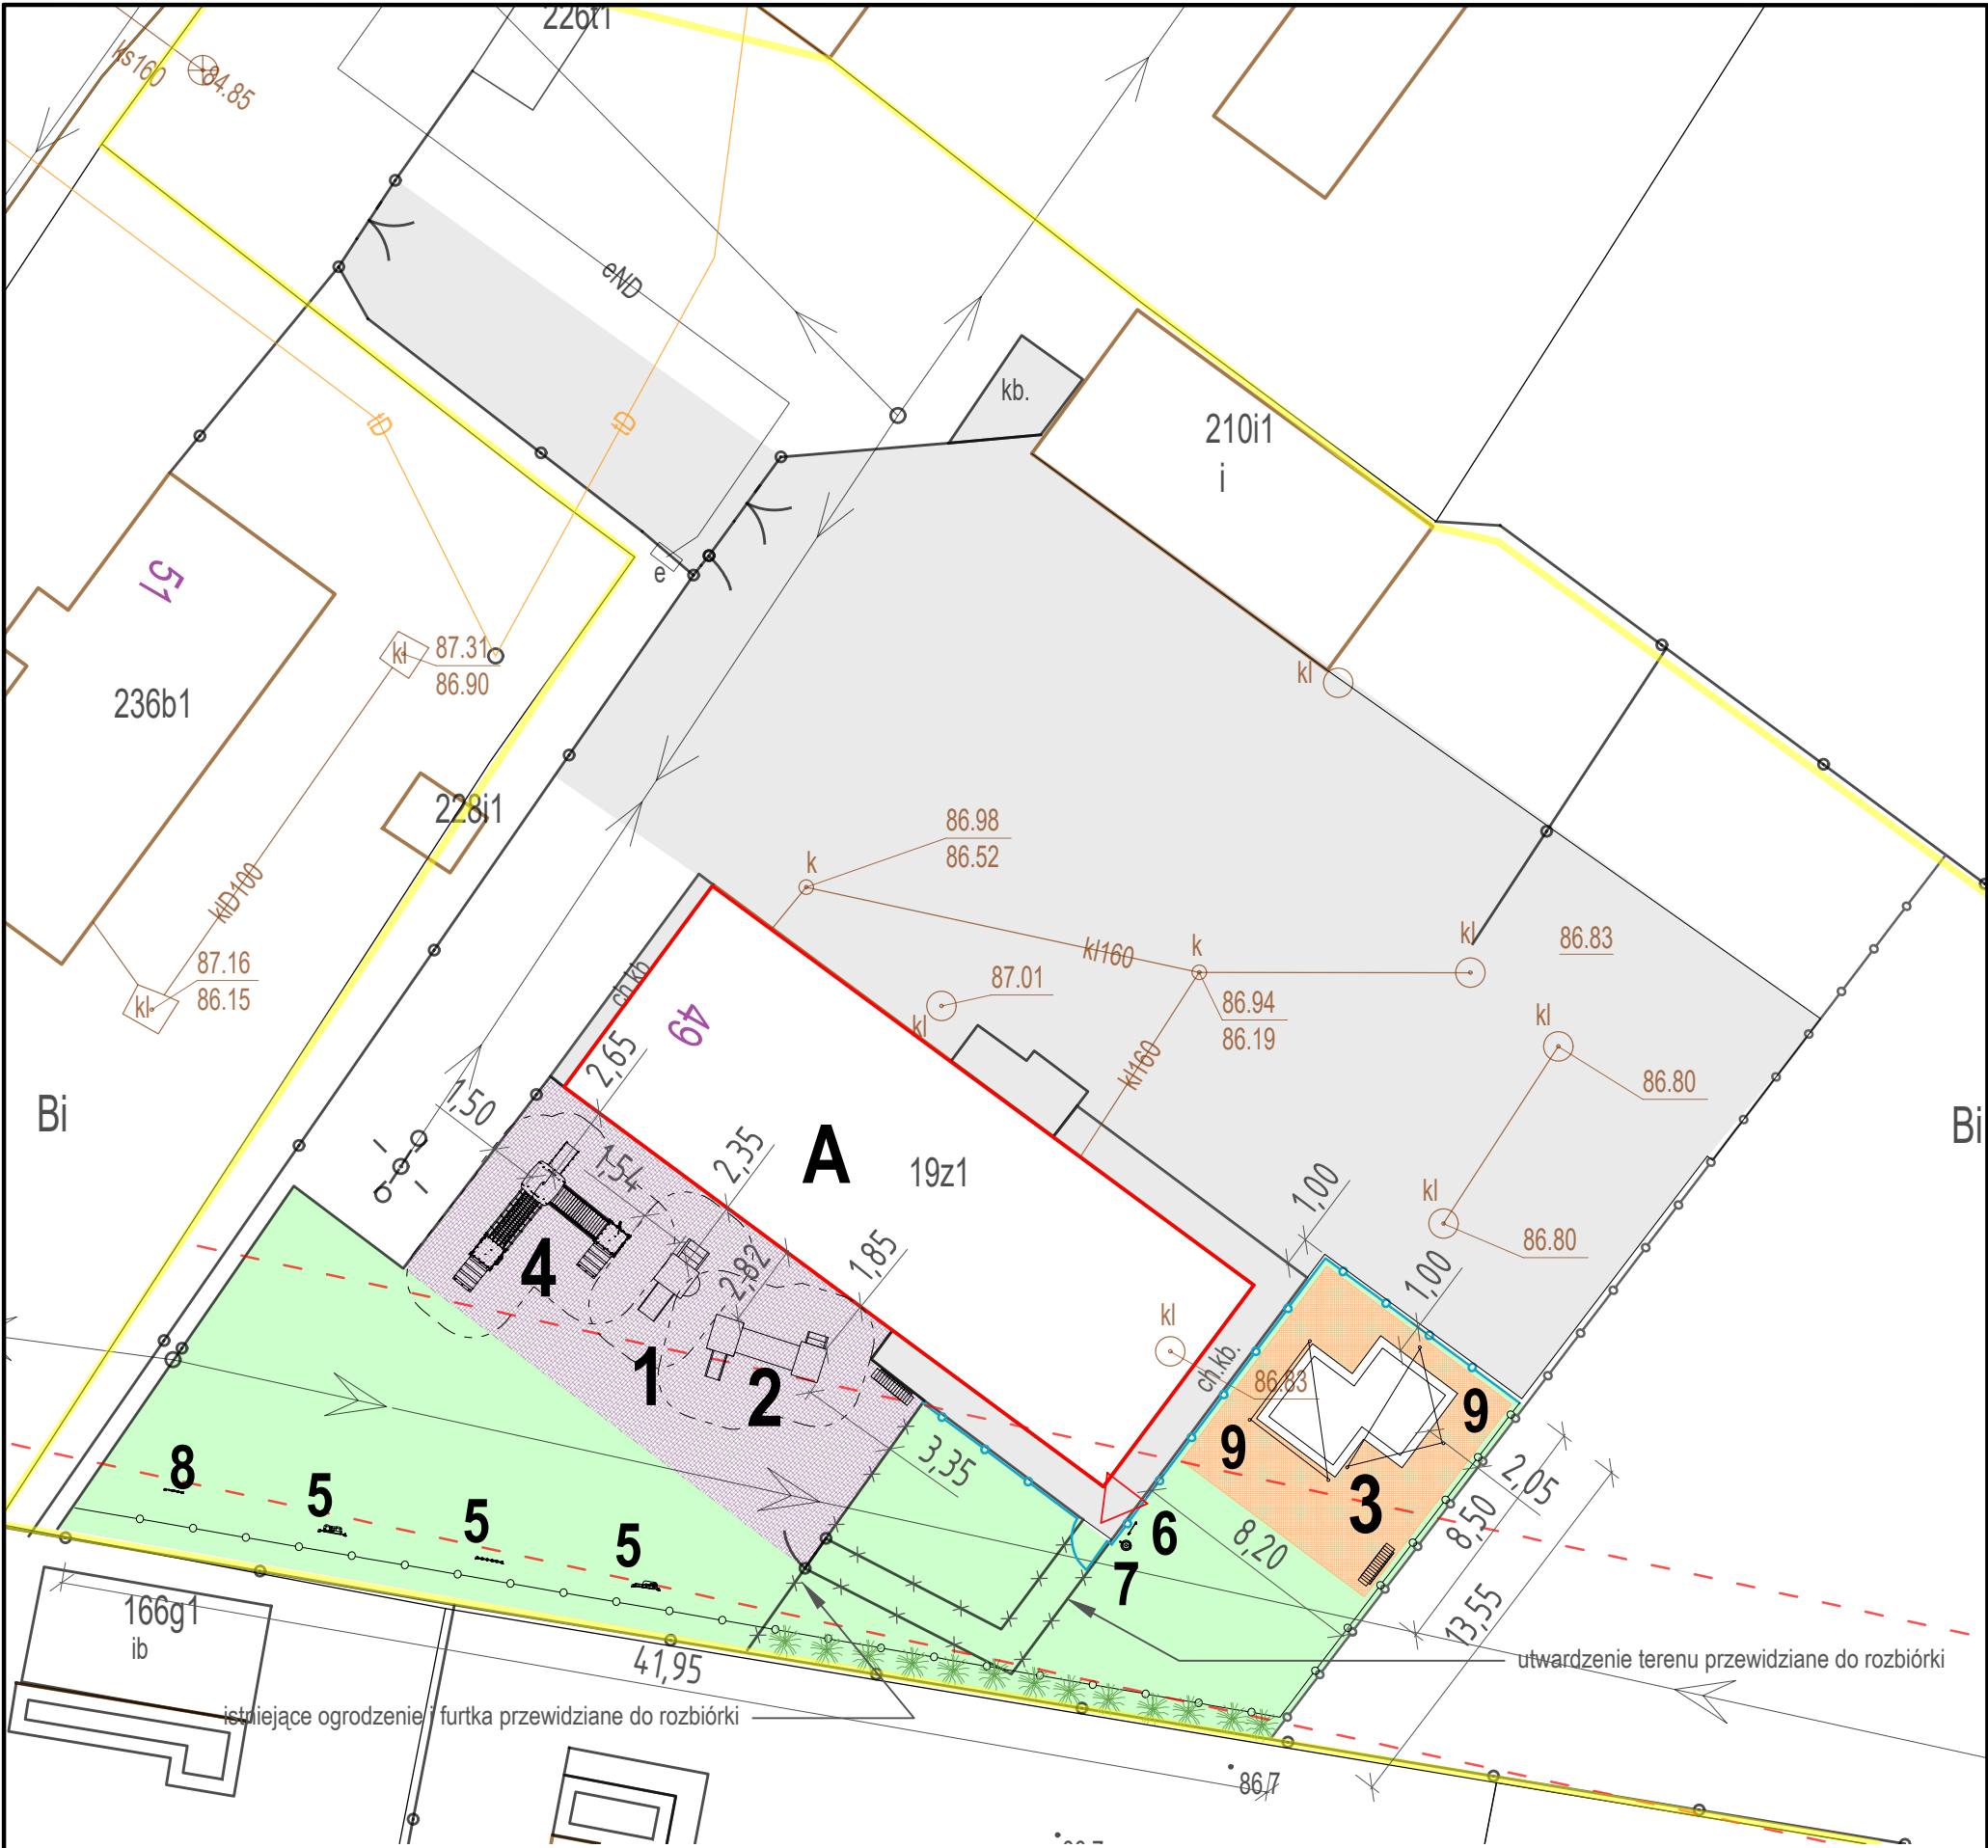 226t1
ks160
84.85
eND
kb.
210i1
i
e
51
kl
87.31
86.90
236b1
228i1
kl
86.98
86.52
k
klD100
87.16
86.15
kl
ch.kb
49
87.01
kl
kl160
k
86.94
86.19
kl
86.83
kl
86.80
kl160
2,65
1,50
Bi
Bi
1,54
2,35
A
19z1
1,00
kl
86.80
1,85
2,82
1,00
4
kl
86.83
ch.kb.
1
2
9
9
3
3,35
2,05
8,50
8
5
5
5
6
7
8,20
13,55
166g1
ib
41,95
utwardzenie terenu przewidziane do rozbiórki
istniejące ogrodzenie i furtka przewidziane do rozbiórki
86.7